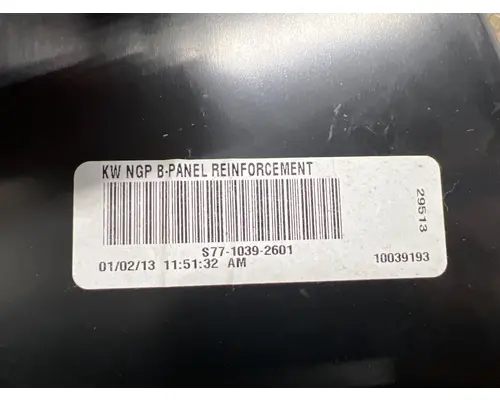 KW NGP B-PANEL REINFORCEMENT
S77-1039-2601
01/02/13 11:51:32 AM
10039193
29513